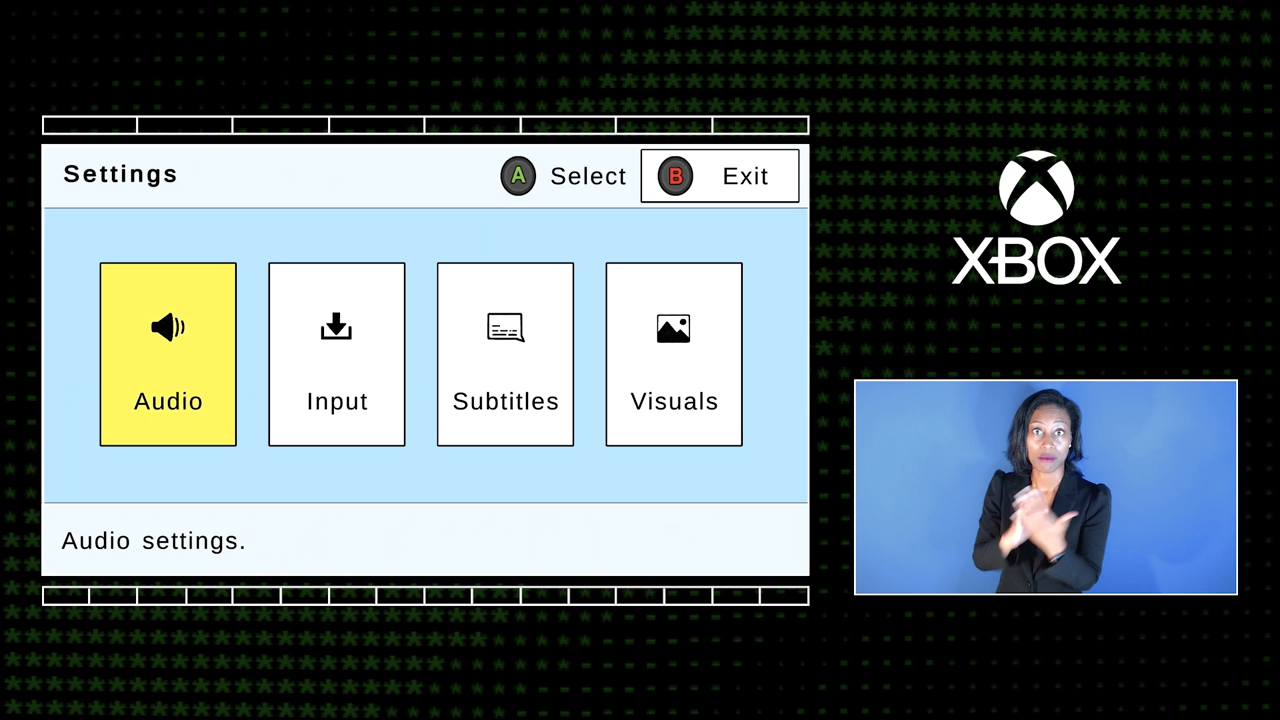 Settings
A Select
B Exit
Audio
Input
Subtitles
Visuals
Audio settings.
XBOX